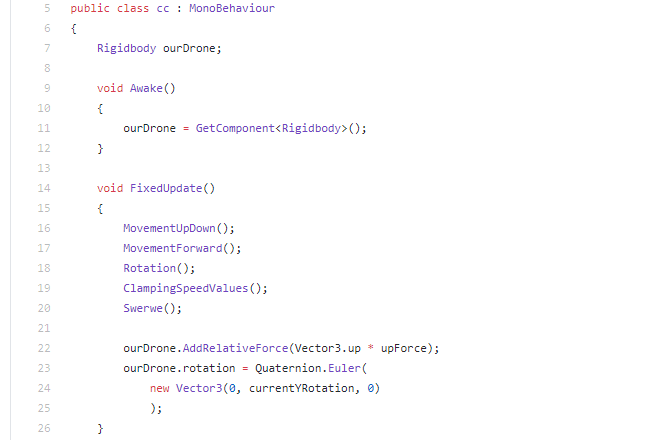 5 public class cc : MonoBehaviour
6 {
7 Rigidbody ourDrone;
8
9 void Awake()
10 {
11 ourDrone = GetComponent<Rigidbody>();
12 }
13
14 void FixedUpdate()
15 {
16 MovementUpDown();
17 MovementForward();
18 Rotation();
19 ClampingSpeedValues();
20 Swerwe();
21
22 ourDrone.AddRelativeForce(Vector3.up * upForce);
23 ourDrone.rotation = Quaternion.Euler(
24 new Vector3(0, currentYRotation, 0)
25 );
26 }